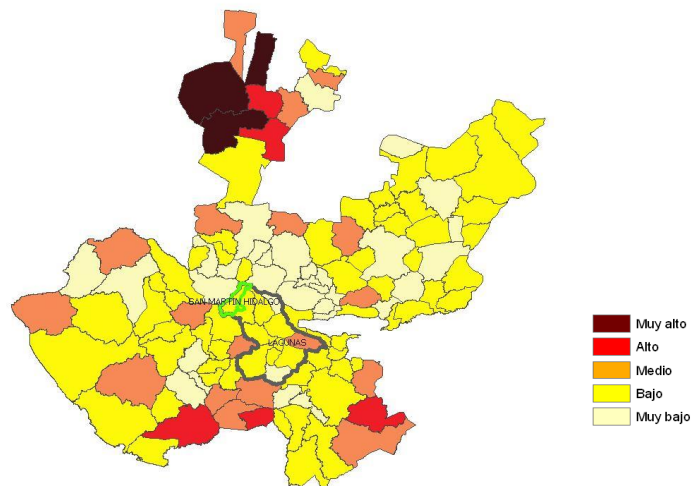 SAN MARTIN HIDALGO
LAGUNAS
Muy alto
Alto
Medio
Bajo
Muy bajo